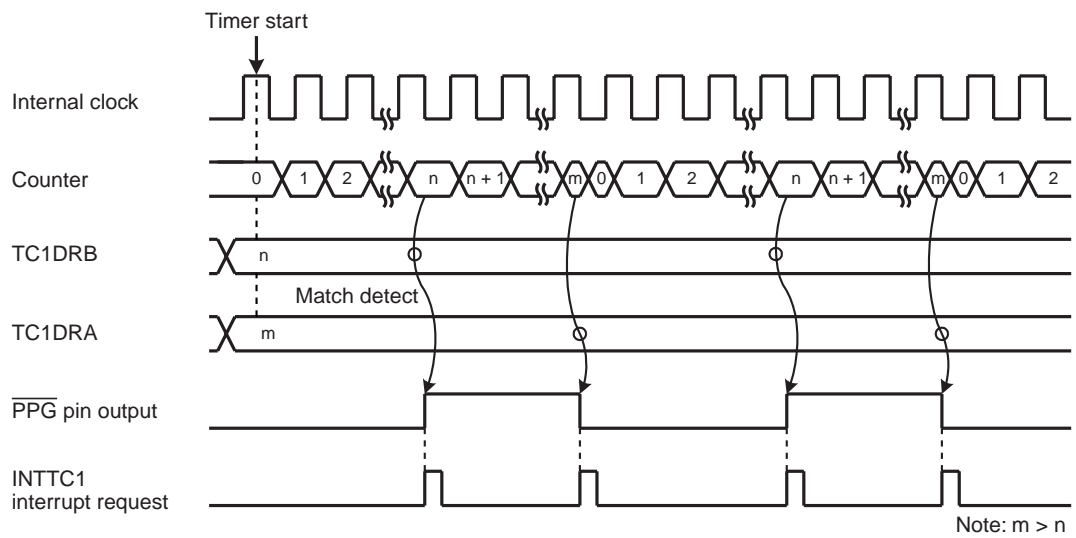 Timer start
Internal clock
Counter
0 1 2 n n + 1 m 0 1 2 n n + 1 m 0 1 2
TC1DRB
n
Match detect
TC1DRA
m
PPG pin output
INTTC1
interrupt request
Note: m > n